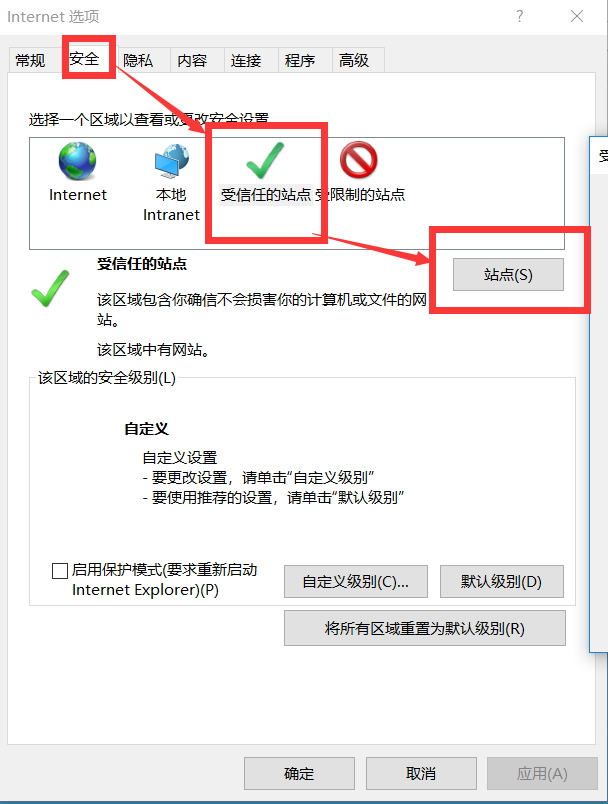 Internet 选项
?
常规 安全 隐私 内容 连接 程序 高级
选择一个区域以查看或更改安全设置
Internet
本地
Intranet
受信任的站点
受限制的站点
受信任的站点
站点(S)
该区域包含你确信不会损害你的计算机或文件的网
站。
该区域中有网站。
该区域的安全级别(L)
自定义
自定义设置
- 要更改设置，请单击“自定义级别”
- 要使用推荐的设置，请单击“默认级别”
启用保护模式(要求重新启动
Internet Explorer)(P)
自定义级别(C)...
默认级别(D)
将所有区域重置为默认级别(R)
确定
取消
应用(A)